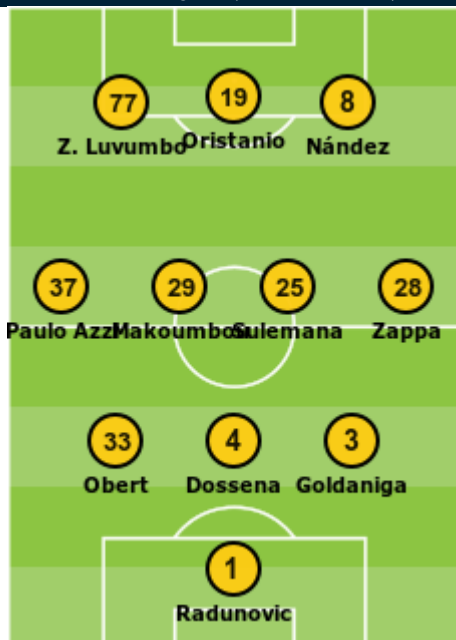 77 19 8
Z. Luvumbo Oristanio Nández
37 29 25 28
Paulo Azzi Makoumbou Sulemana Zappa
33 4 3
Obert Dossena Goldaniga
1
Radunovic